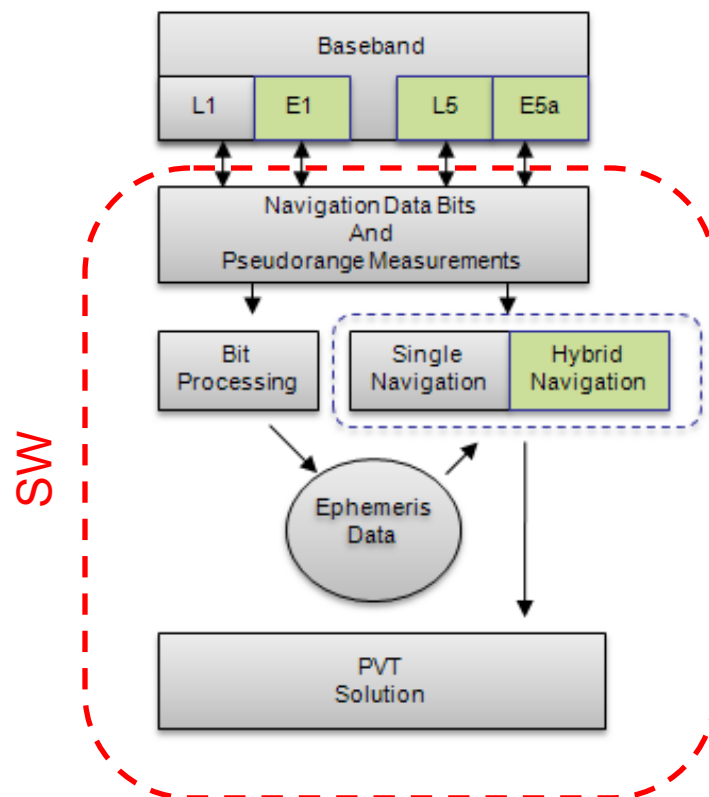 Baseband
L1
E1
L5
E5a
Navigation Data Bits
And
Pseudorange Measurements
Bit
Processing
Single
Navigation
Hybrid
Navigation
SW
Ephemeris
Data
PVT
Solution